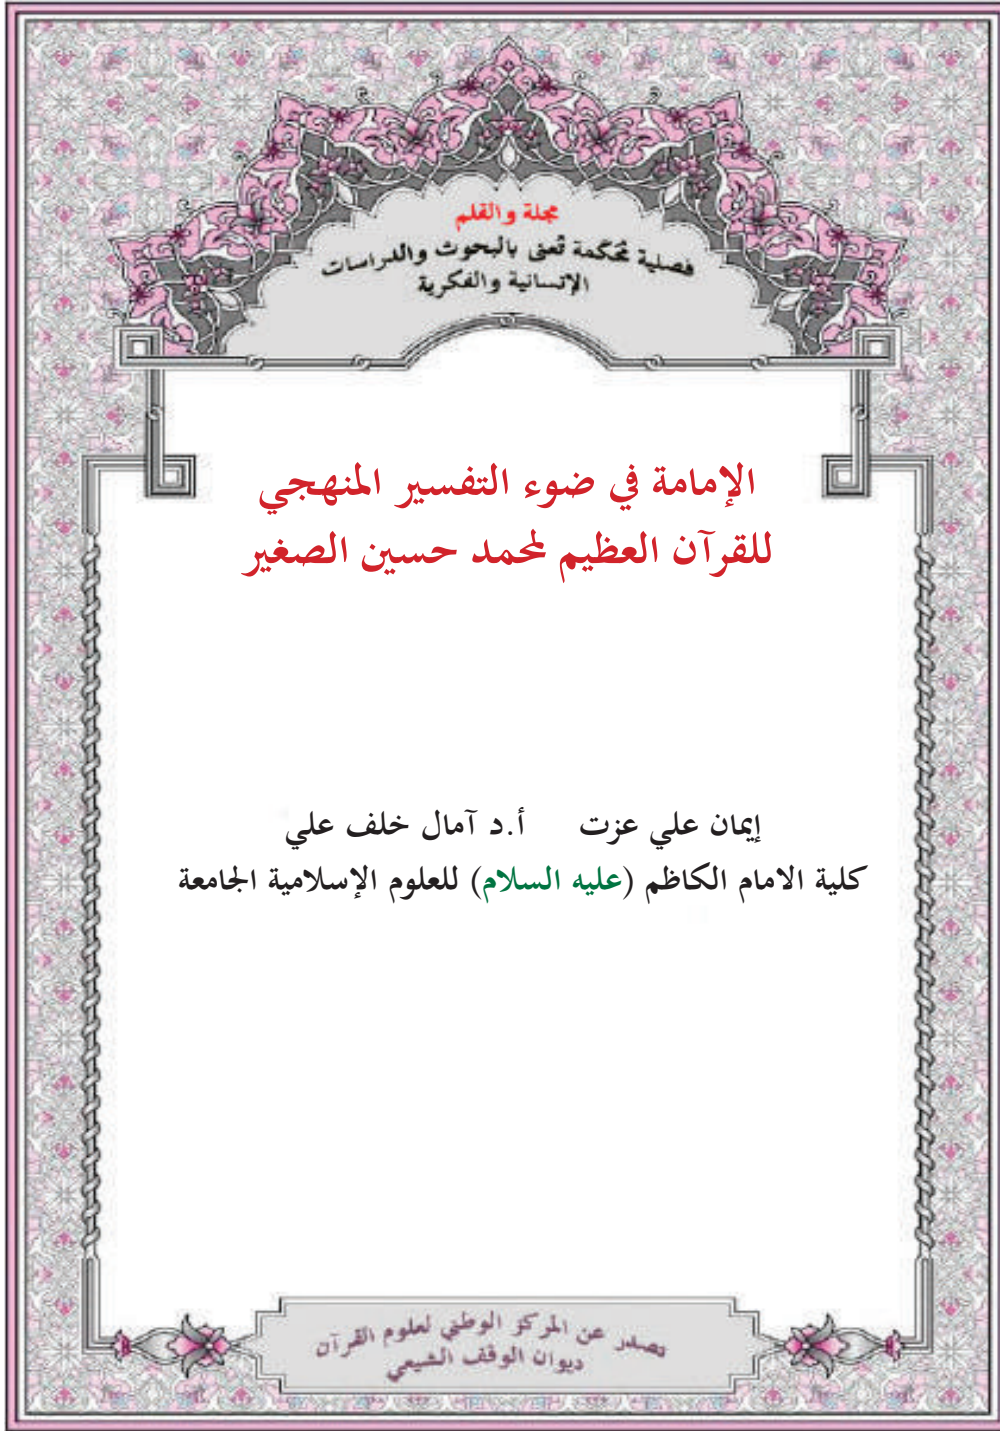 مجلة والقلم
فصلية مُحَكَّمة تُعنى بالبحوث والدراسات
الإنسانية والفكرية
الإمامة في ضوء التفسير المنهجي
للقرآن العظيم لمحمد حسين الصغير
إيمان علي عزت أ.د آمال خلف علي
كلية الامام الكاظم (عليه السلام) للعلوم الإسلامية الجامعة
تصدر عن المركز الوطني لعلوم القرآن
ديوان الوقف الشيعي